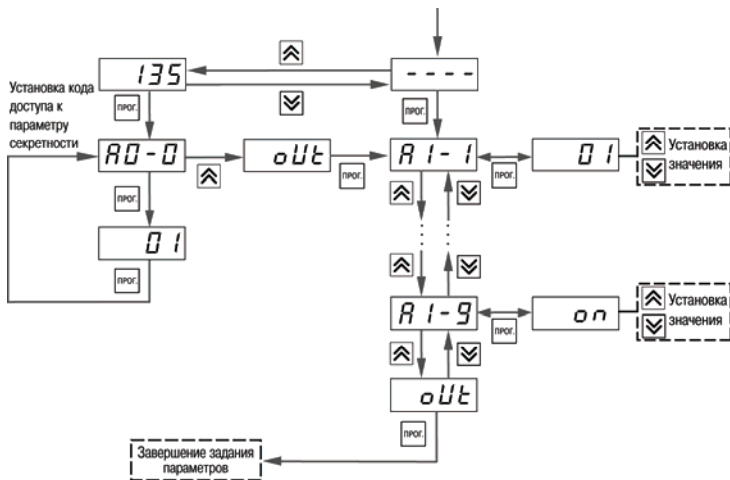 135
- - - -
Установка кода
доступа к
параметру
секретности
ПРОГ.
ПРОГ.
A0-0
oUt
A1-1
01
Установка
значения
ПРОГ.
ПРОГ.
ПРОГ.
01
ПРОГ.
A1-9
on
Установка
значения
ПРОГ.
oUt
ПРОГ.
Завершение задания
параметров